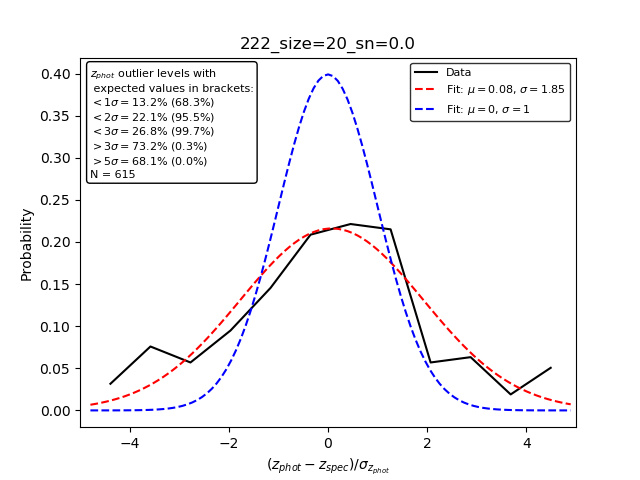 222_size=20_sn=0.0
z_phot outlier levels with
expected values in brackets:
< 1σ = 13.2% (68.3%)
< 2σ = 22.1% (95.5%)
< 3σ = 26.8% (99.7%)
> 3σ = 73.2% (0.3%)
> 5σ = 68.1% (0.0%)
N = 615
Data
Fit: μ = 0.08, σ = 1.85
Fit: μ = 0, σ = 1
0.40
0.35
0.30
0.25
0.20
0.15
0.10
0.05
0.00
Probability
−4 −2 0 2 4
(z_phot − z_spec)/σ_z_phot